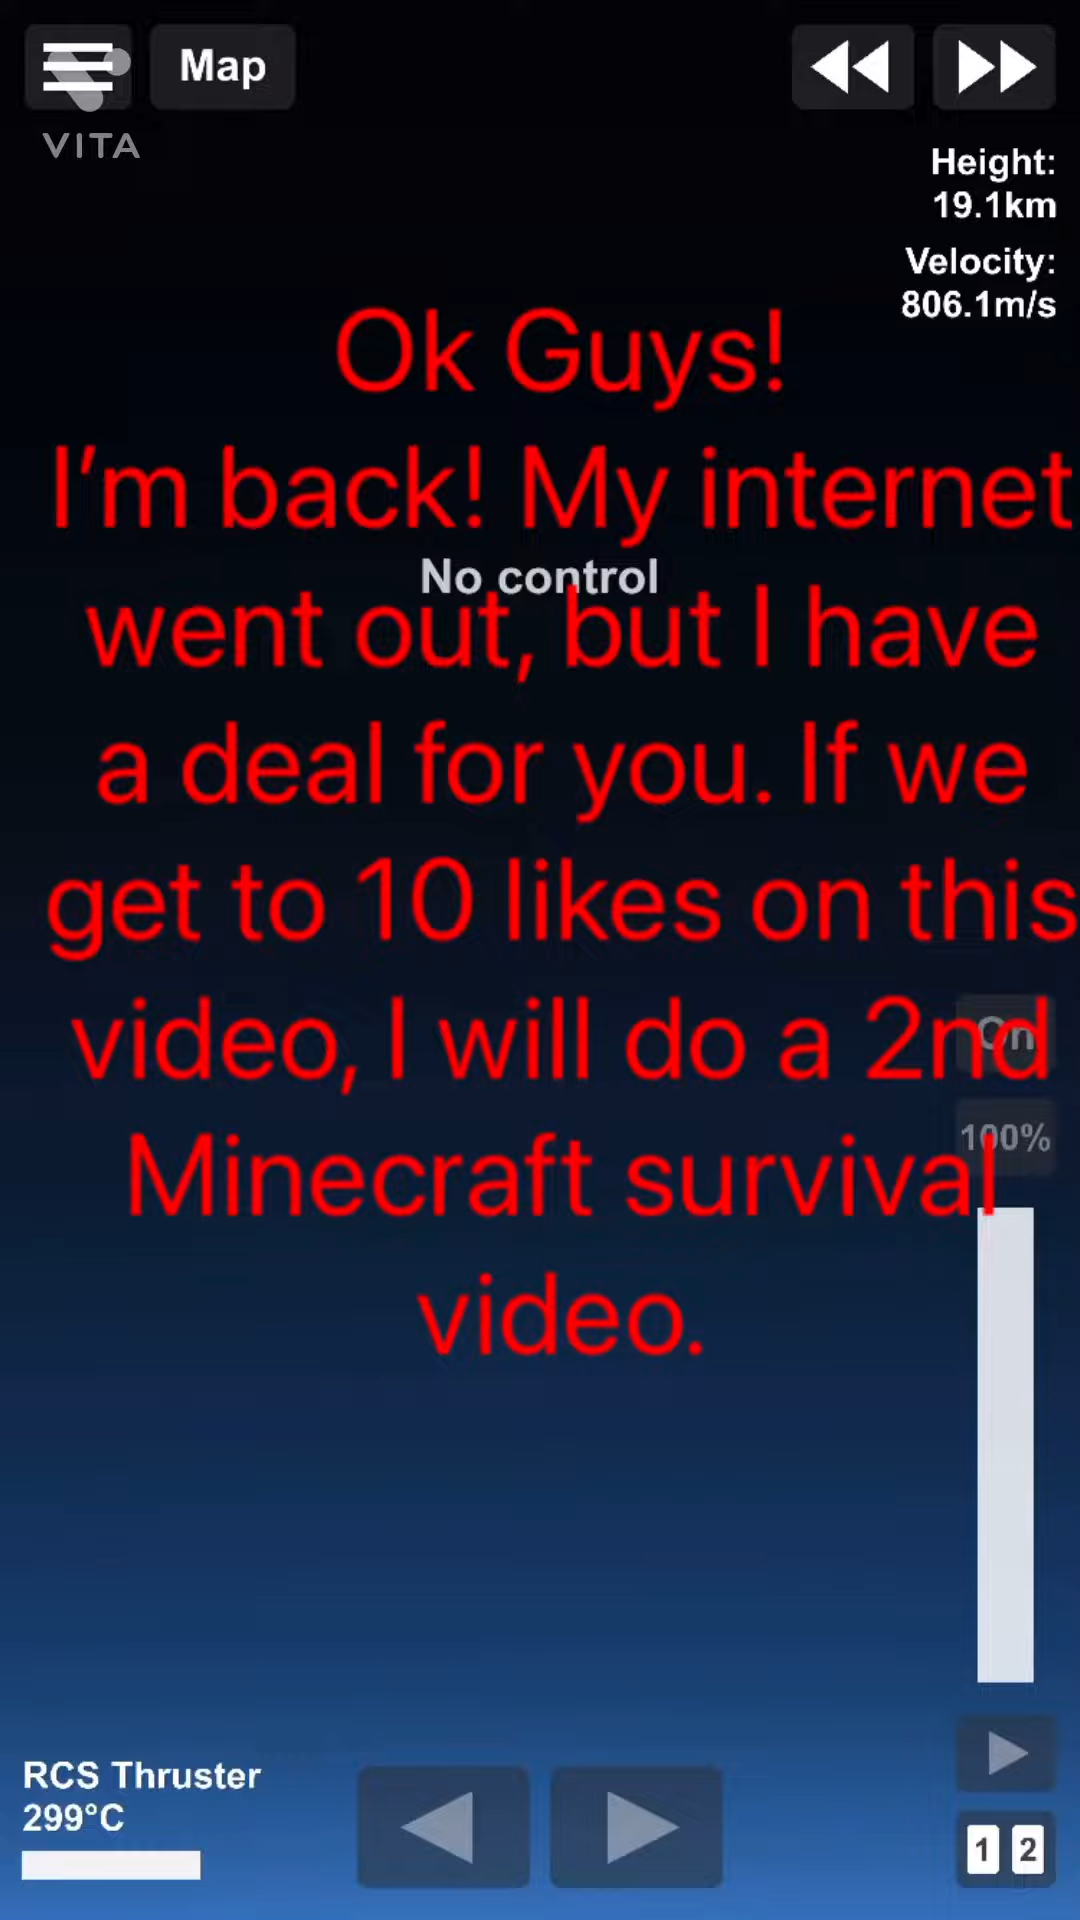 Map
VITA
Height:
19.1km
Velocity:
806.1m/s
Ok Guys!
I'm back! My internet
No control
went out, but I have
a deal for you. If we
get to 10 likes on this
video, I will do a 2nd
On
100%
Minecraft survival
video.
RCS Thruster
299°C
1 2